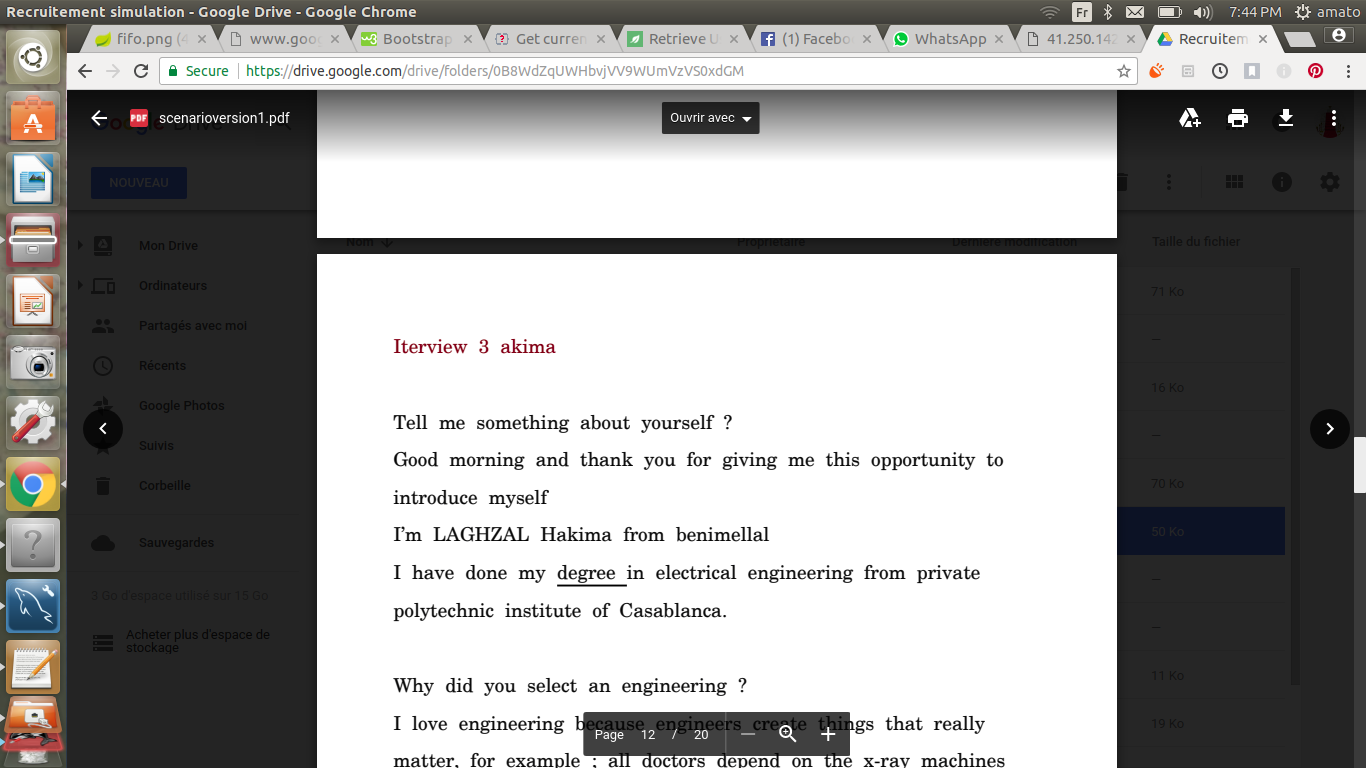 Recruitement simulation - Google Drive - Google Chrome
Fr
7:44 PM
amato
fifo.png (4
www.goo
Bootstrap
Get curren
Retrieve U
(1) Facebo
WhatsApp
41.250.142
Recruitem
Secure
https://drive.google.com/drive/folders/0B8WdZqUWHbvjVV9WUmVzVS0xdGM
PDF
scenarioversion1.pdf
Ouvrir avec
NOUVEAU
Nom
Propriétaire
Dernière modification
Taille du fichier
Mon Drive
Ordinateurs
Partagés avec moi
Récents
Google Photos
Suivis
Corbeille
Sauvegardes
3 Go d'espace utilisé sur 15 Go
Acheter plus d'espace de
stockage
71 Ko
—
16 Ko
—
70 Ko
50 Ko
—
—
11 Ko
19 Ko
Iterview 3 akima
Tell me something about yourself ?
Good morning and thank you for giving me this opportunity to
introduce myself
I'm LAGHZAL Hakima from benimellal
I have done my degree in electrical engineering from private
polytechnic institute of Casablanca.
Why did you select an engineering ?
I love engineering because engineers create things that really
matter, for example ; all doctors depend on the x-ray machines
Page 12 / 20